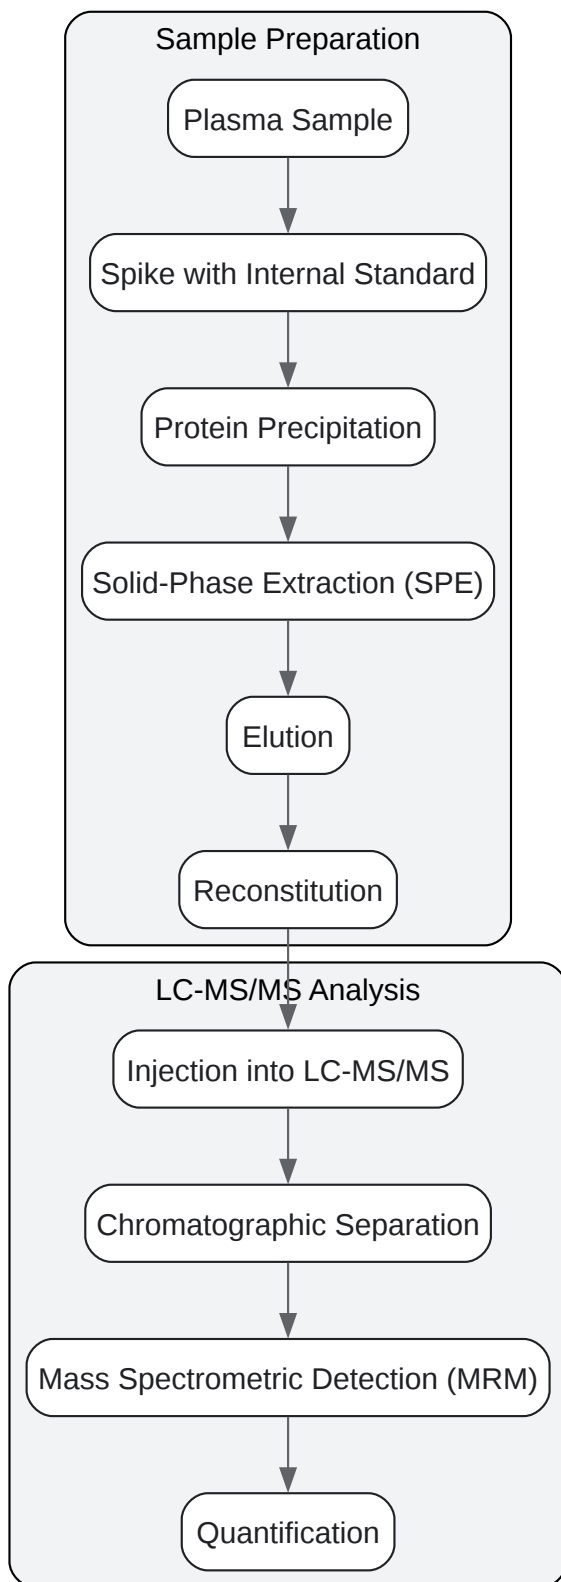 Sample Preparation
Plasma Sample
Spike with Internal Standard
Protein Precipitation
Solid-Phase Extraction (SPE)
Elution
Reconstitution
LC-MS/MS Analysis
Injection into LC-MS/MS
Chromatographic Separation
Mass Spectrometric Detection (MRM)
Quantification